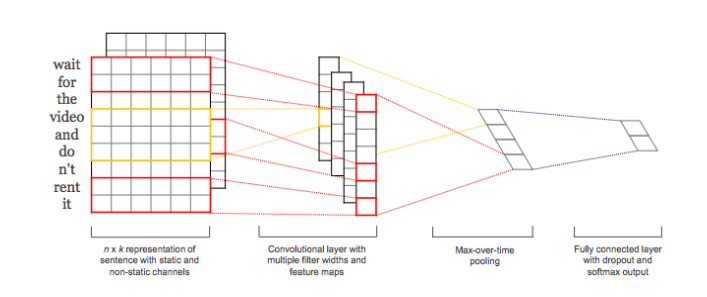 wait
for
the
video
and
do
n't
rent
it
n x k representation of
sentence with static and
non-static channels
Convolutional layer with
multiple filter widths and
feature maps
Max-over-time
pooling
Fully connected layer
with dropout and
softmax output